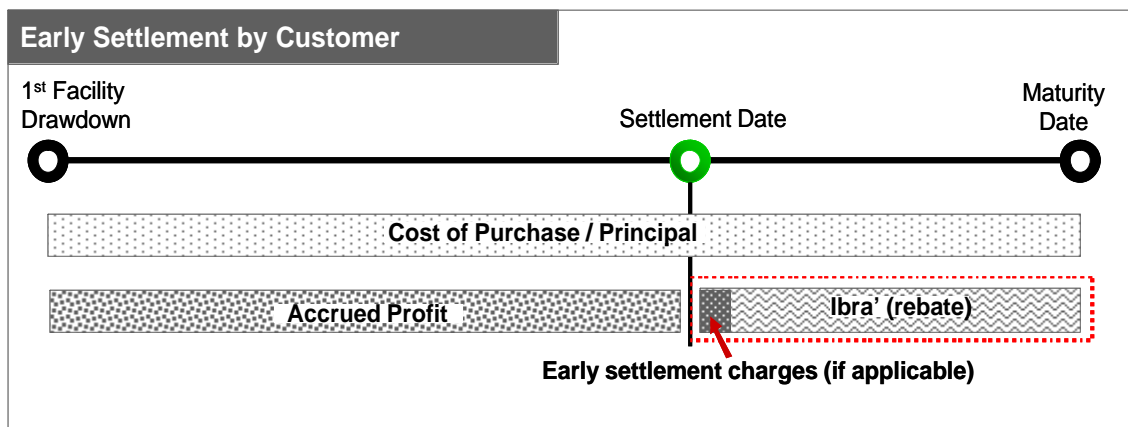 Early Settlement by Customer
1st Facility
Drawdown
Settlement Date
Maturity
Date
Cost of Purchase / Principal
Accrued Profit
Ibra’ (rebate)
Early settlement charges (if applicable)